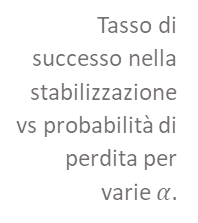 Tasso di
successo nella
stabilizzazione
vs probabilità di
perdita per
varie 𝛼.